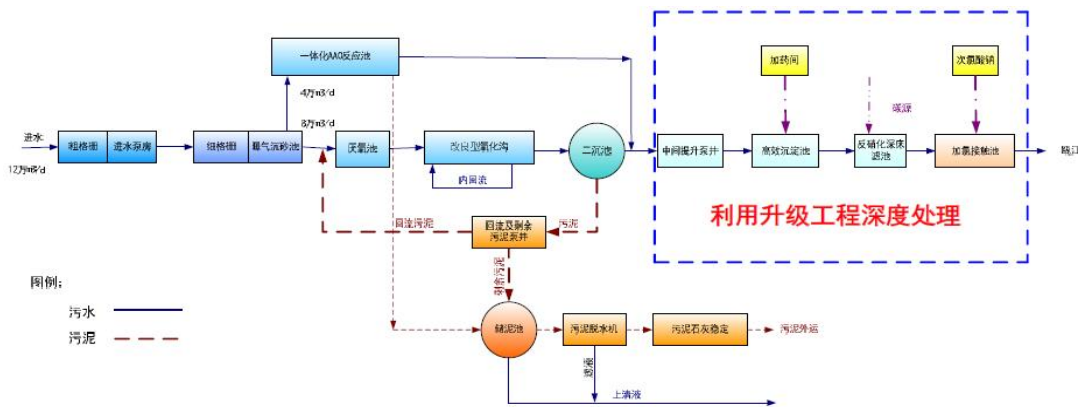 一体化AAO反应池
加药间
次氯酸钠
4万m3/d
碳源
进水
8万m3/d
粗格栅
进水泵房
细格栅
曝气沉砂池
厌氧池
改良型氧化沟
二沉池
中间提升泵井
高效沉淀池
反硝化深床
滤池
加氯接触池
瓯江
12万m3/d
内回流
利用升级工程深度处理
回流污泥
回流及剩余
污泥泵井
污泥
剩余污泥
图例:
污水
污泥
储泥池
污泥脱水机
污泥石灰稳定
污泥外运
上清液